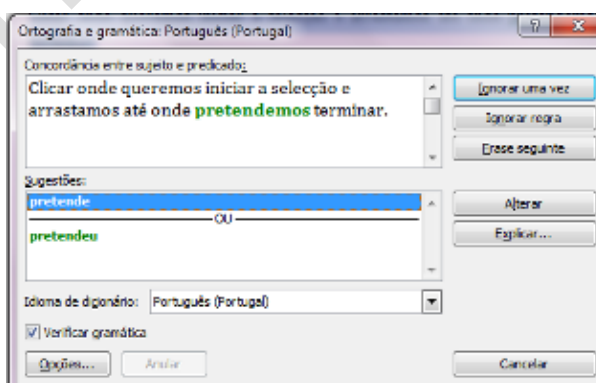 Ortografia e gramática: Português (Portugal)
Concordância entre sujeito e predicado:
Clicar onde queremos iniciar a selecção e
arrastamos até onde pretendemos terminar.
Ignorar uma vez
Ignorar regra
Frase seguinte
Sugestões:
pretende
OU
pretendeu
Alterar
Explicar...
Idioma de dicionário: Português (Portugal)
Verificar gramática
Opções... Anular Cancelar